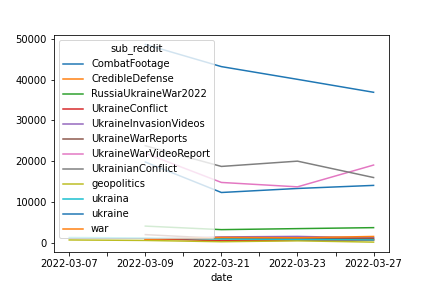 sub_reddit
CombatFootage
CredibleDefense
RussiaUkraineWar2022
UkraineConflict
UkraineInvasionVideos
UkraineWarReports
UkraineWarVideoReport
UkrainianConflict
geopolitics
ukraina
ukraine
war
50000
40000
30000
20000
10000
0
2022-03-07 2022-03-09 2022-03-21 2022-03-23 2022-03-27
date